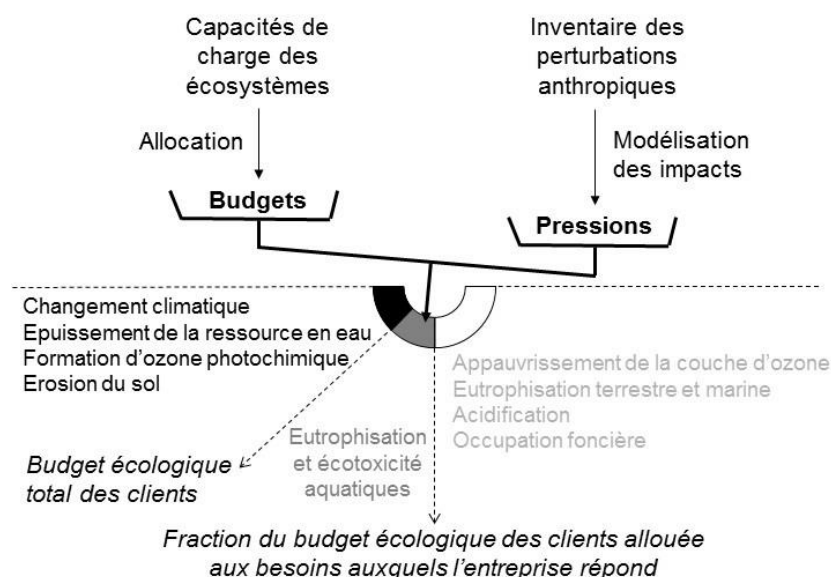 Capacités de
charge des
écosystèmes
Inventaire des
perturbations
anthropiques
Allocation
Modélisation
des impacts
Budgets
Pressions
Changement climatique
Epuissement de la ressource en eau
Formation d'ozone photochimique
Erosion du sol
Appauvrissement de la couche d'ozone
Eutrophisation terrestre et marine
Acidification
Occupation foncière
Eutrophisation
et écotoxicité
aquatiques
Budget écologique
total des clients
Fraction du budget écologique des clients allouée
aux besoins auxquels l'entreprise répond